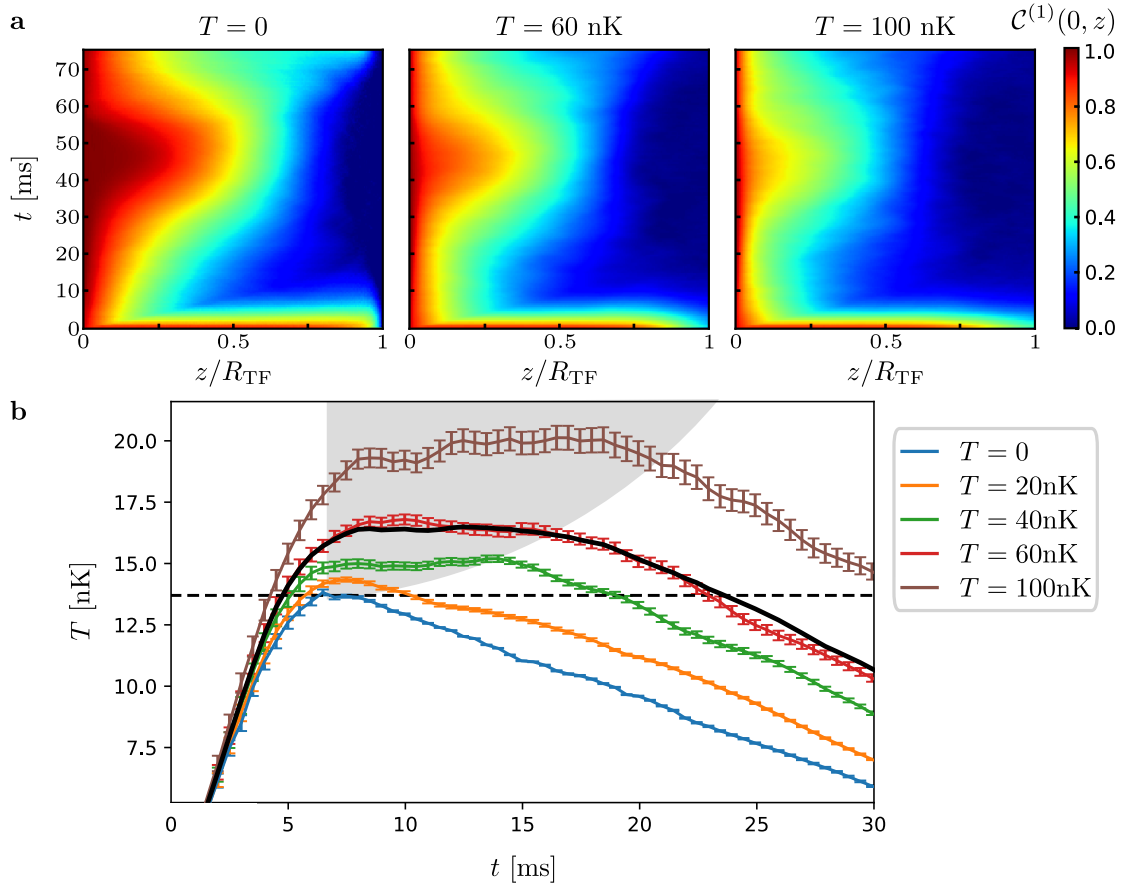 a
T = 0
T = 60 nK
T = 100 nK
C⁽¹⁾(0, z)
t [ms]
70
60
50
40
30
20
10
0
0 0.5 1
0 0.5 1
0 0.5 1
z/R_TF
z/R_TF
z/R_TF
1.0
0.8
0.6
0.4
0.2
0.0
b
T [nK]
20.0
17.5
15.0
12.5
10.0
7.5
0 5 10 15 20 25 30
t [ms]
T = 0
T = 20nK
T = 40nK
T = 60nK
T = 100nK